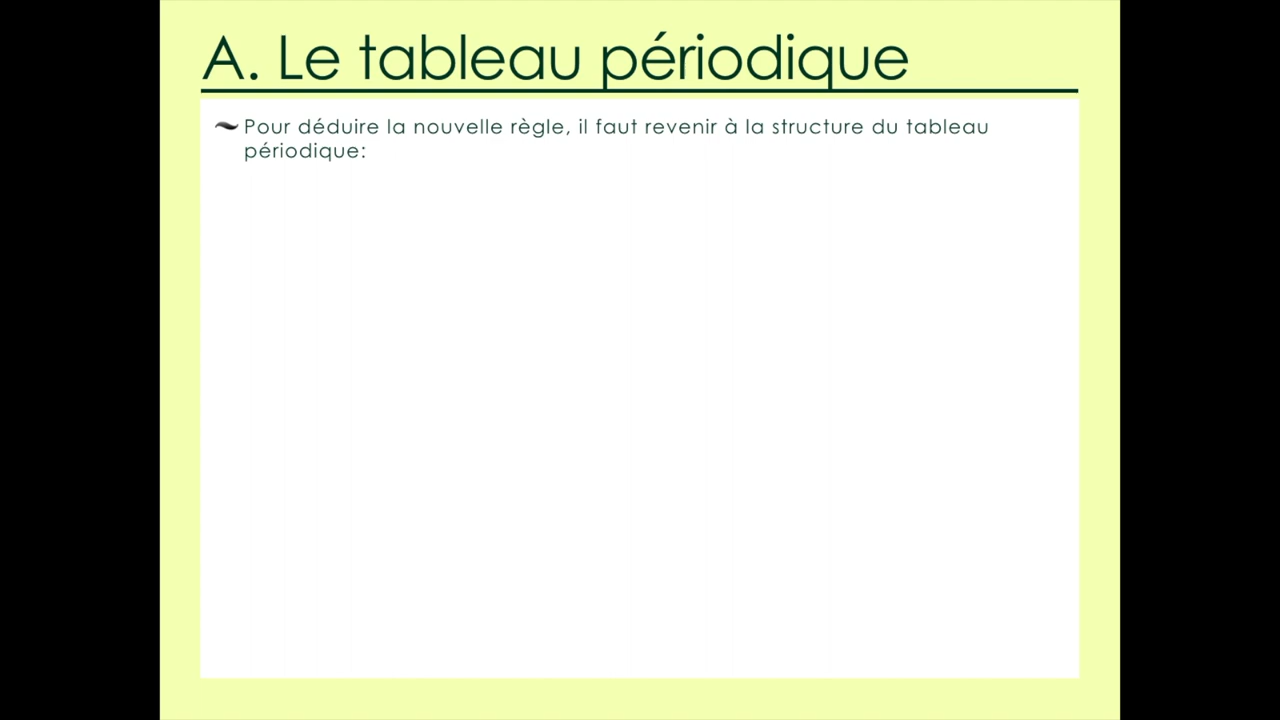 A. Le tableau périodique
Pour déduire la nouvelle règle, il faut revenir à la structure du tableau
périodique: